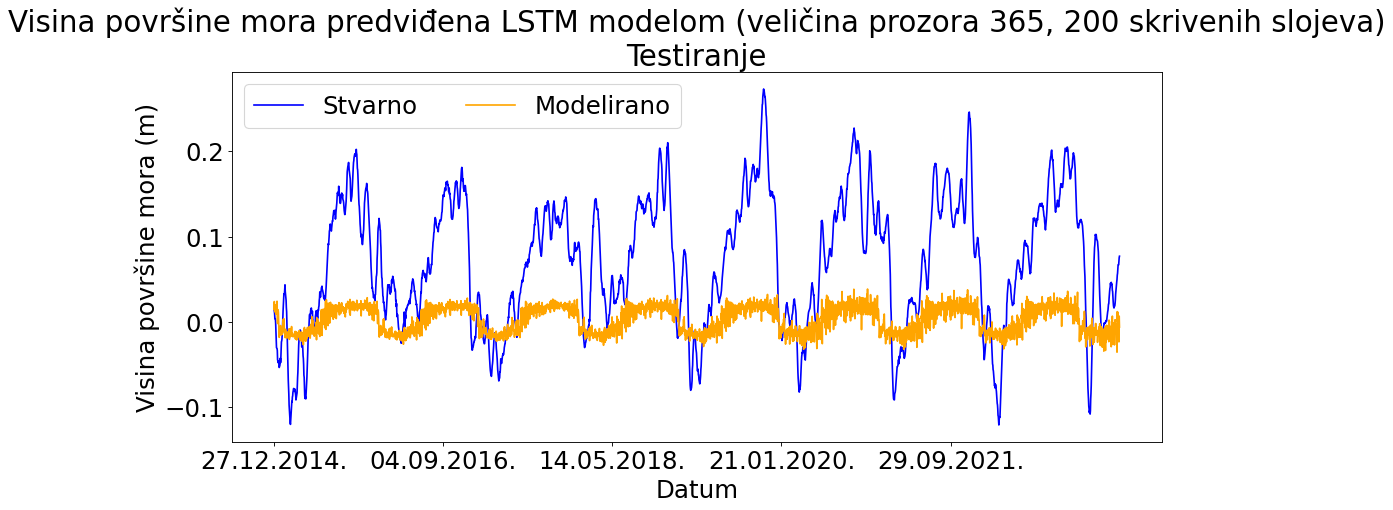 Visina površine mora predviđena LSTM modelom (veličina prozora 365, 200 skrivenih slojeva)
Testiranje
Stvarno Modelirano
Visina površine mora (m)
0.2
0.1
0.0
−0.1
27.12.2014. 04.09.2016. 14.05.2018. 21.01.2020. 29.09.2021.
Datum